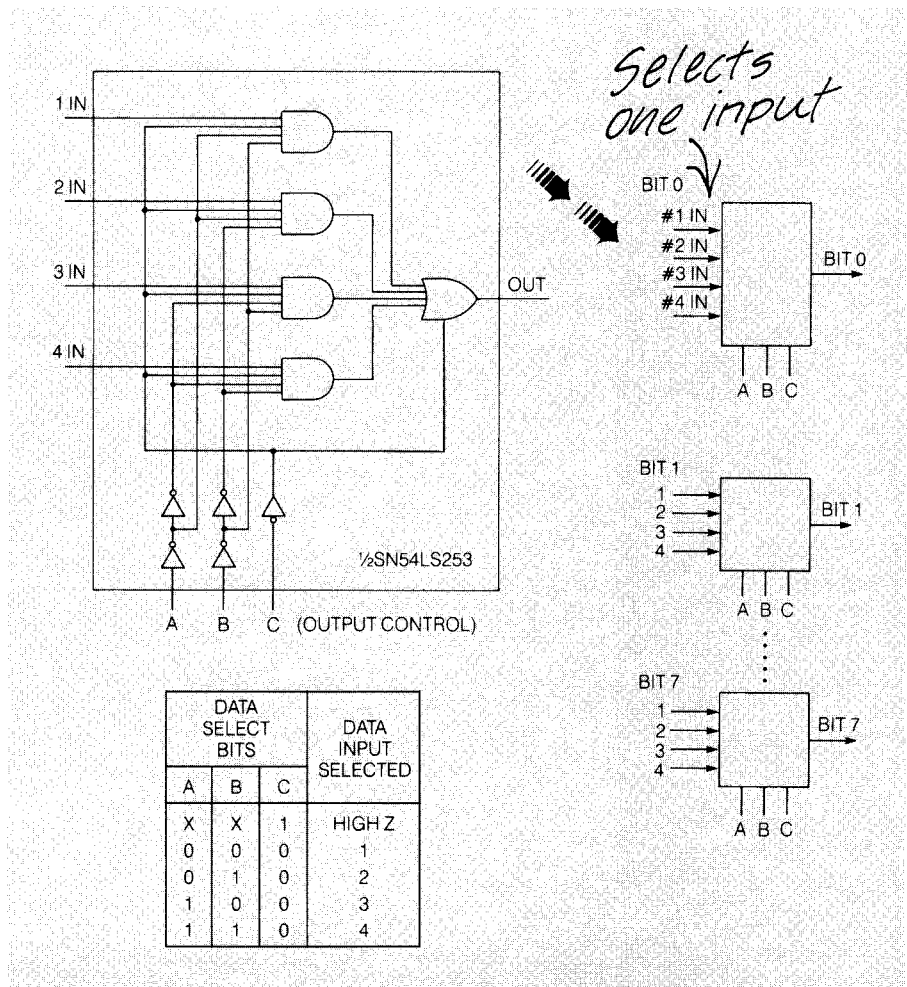 Selects
one input
1 IN
2 IN
3 IN
4 IN
OUT
½SN54LS253
A B C (OUTPUT CONTROL)
BIT 0
#1 IN
#2 IN
#3 IN
#4 IN
BIT 0
A B C
BIT 1
1
2
3
4
BIT 1
A B C
BIT 7
1
2
3
4
BIT 7
A B C
DATA
SELECT
BITS
DATA
INPUT
SELECTED
A B C
X X 1 HIGH Z
0 0 0 1
0 1 0 2
1 0 0 3
1 1 0 4